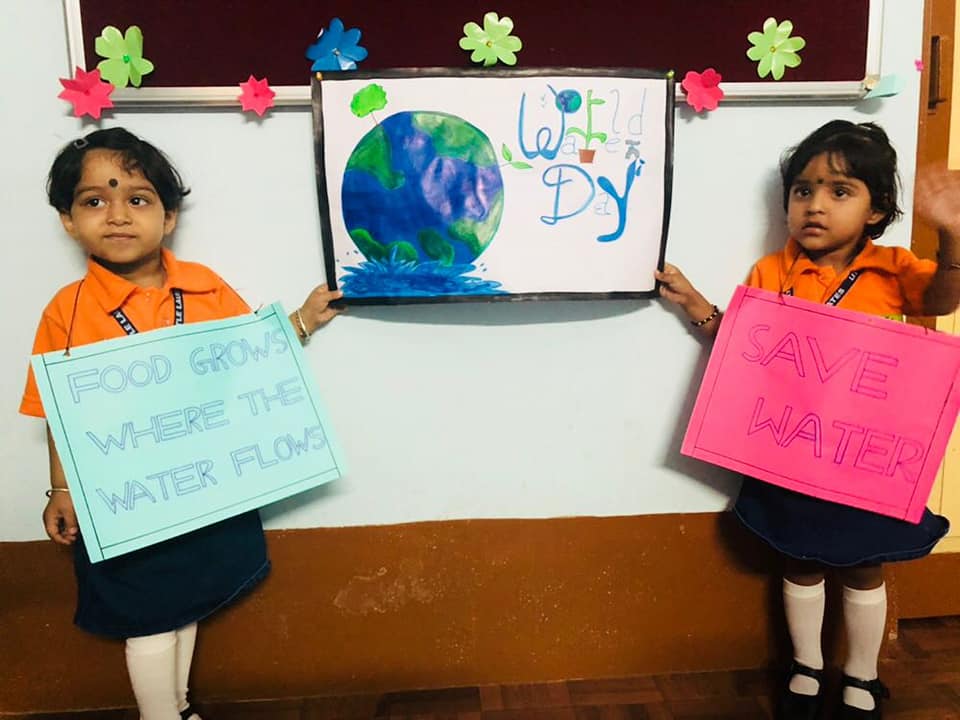 World
Water
Day
FOOD GROWS
WHERE THE
WATER FLOWS
SAVE
WATER